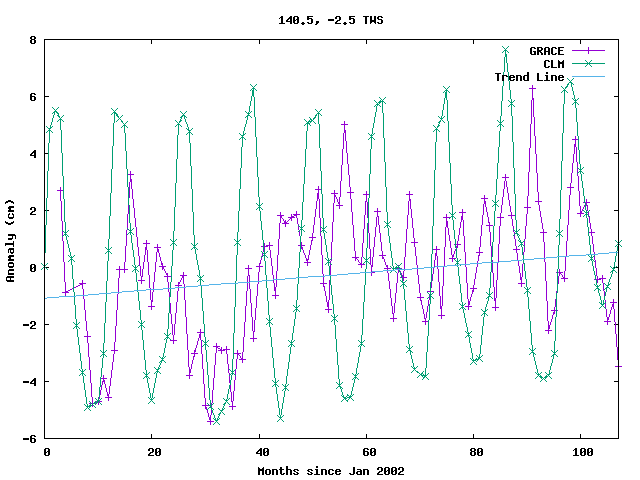 140.5, -2.5 TWS
GRACE
CLM
Trend Line
8
6
4
2
0
-2
-4
-6
Anomaly (cm)
0 20 40 60 80 100
Months since Jan 2002